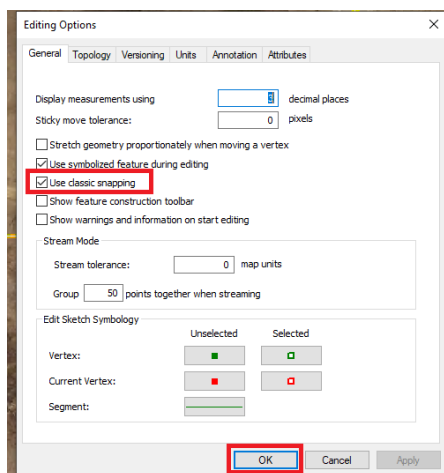 Editing Options
General Topology Versioning Units Annotation Attributes
Display measurements using 3 decimal places
Sticky move tolerance: 0 pixels
Stretch geometry proportionately when moving a vertex
Use symbolized feature during editing
Use classic snapping
Show feature construction toolbar
Show warnings and information on start editing
Stream Mode
Stream tolerance: 0 map units
Group 50 points together when streaming
Edit Sketch Symbology
Unselected Selected
Vertex:
Current Vertex:
Segment:
OK Cancel Apply